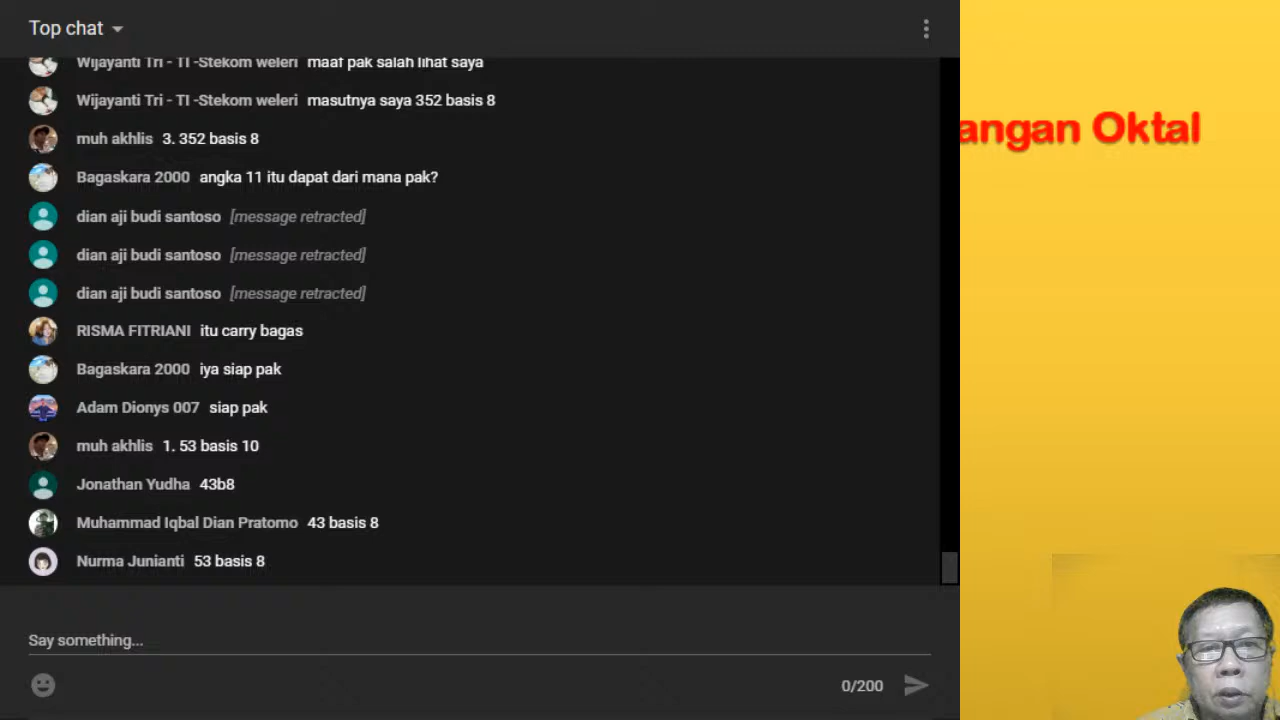 Top chat
Wijayanti Tri - TI -Stekom weleri maaf pak salah lihat saya
Wijayanti Tri - TI -Stekom weleri masutnya saya 352 basis 8
muh akhlis 3. 352 basis 8
Bagaskara 2000 angka 11 itu dapat dari mana pak?
dian aji budi santoso [message retracted]
dian aji budi santoso [message retracted]
dian aji budi santoso [message retracted]
RISMA FITRIANI itu carry bagas
Bagaskara 2000 iya siap pak
Adam Dionys 007 siap pak
muh akhlis 1. 53 basis 10
Jonathan Yudha 43b8
Muhammad Iqbal Dian Pratomo 43 basis 8
Nurma Junianti 53 basis 8
Say something...
0/200
angan Oktal